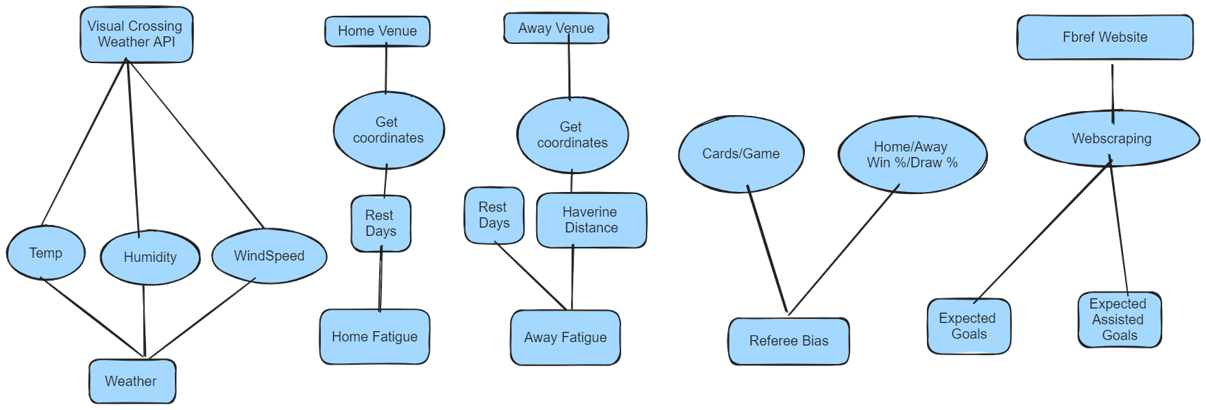 Visual Crossing
Weather API
Home Venue
Away Venue
Fbref Website
Get
coordinates
Get
coordinates
Cards/Game
Home/Away
Win %/Draw %
Webscraping
Rest
Days
Rest
Days
Haverine
Distance
Temp
Humidity
WindSpeed
Home Fatigue
Away Fatigue
Referee Bias
Expected
Goals
Expected
Assisted
Goals
Weather